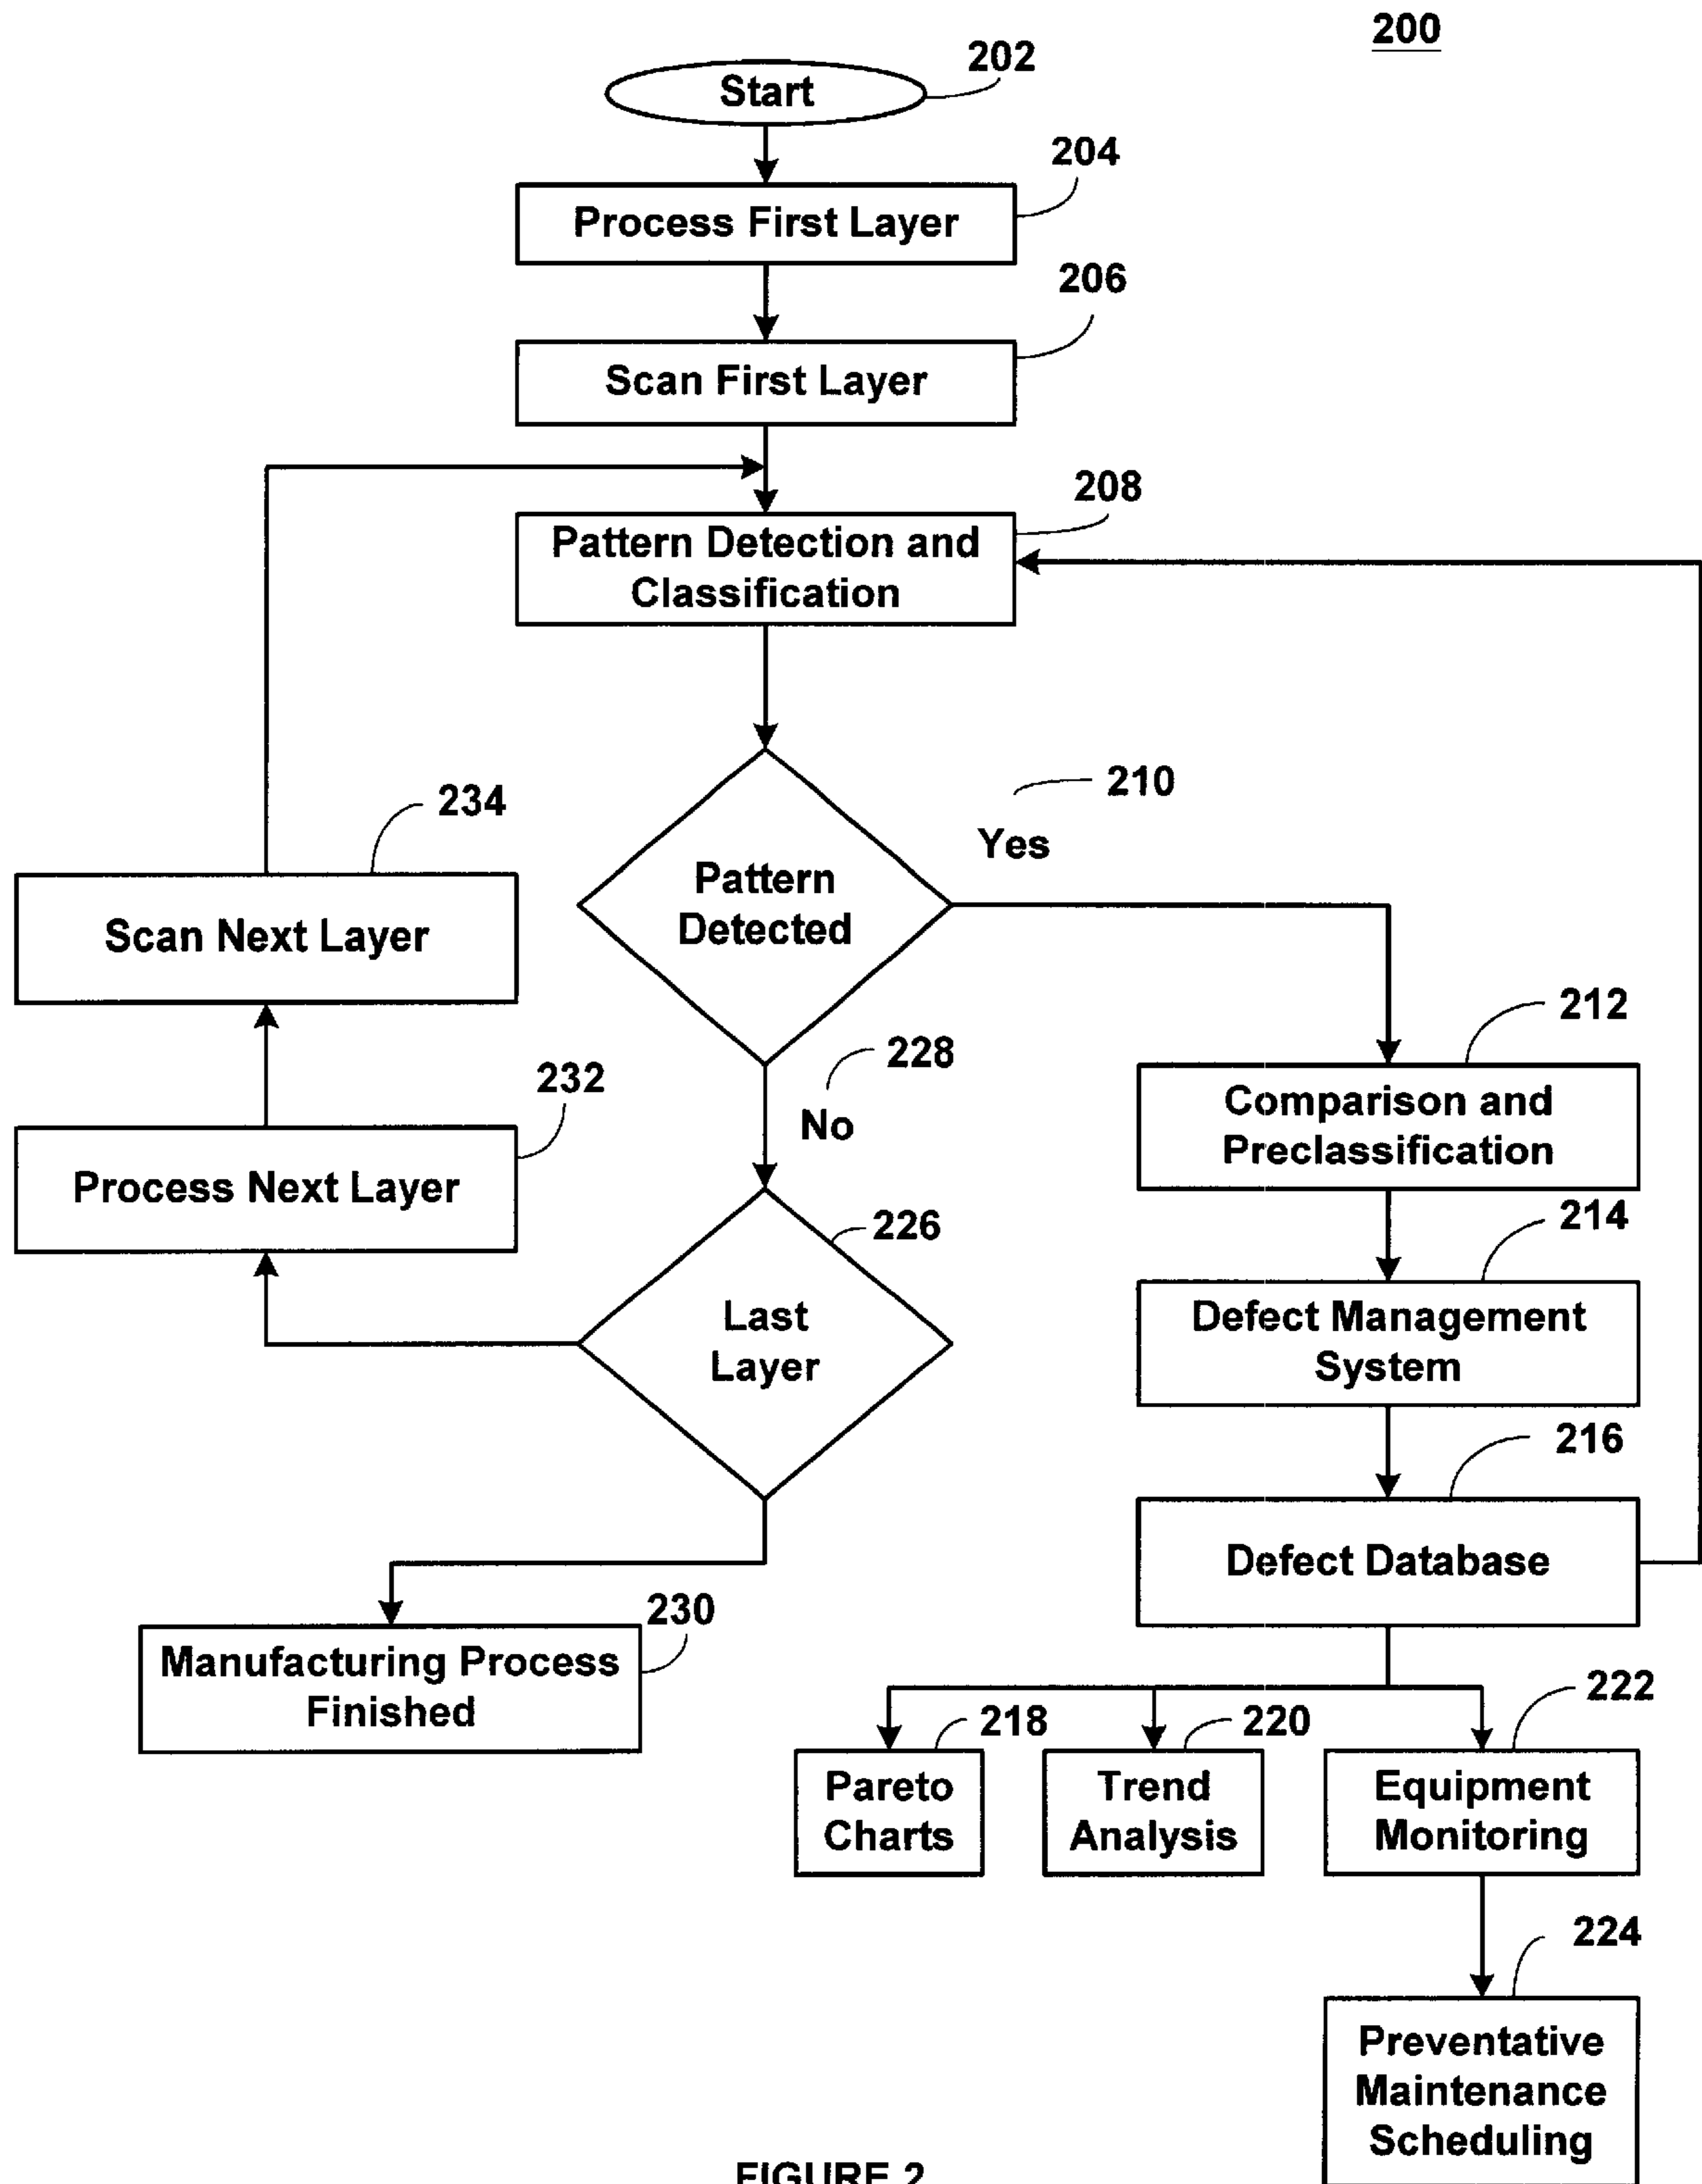 200
Start
202
204
Process First Layer
206
Scan First Layer
208
Pattern Detection and
Classification
210
Yes
234
Pattern
Detected
Scan Next Layer
212
228
232
Comparison and
Preclassification
No
Process Next Layer
214
226
Last
Layer
Defect Management
System
216
Defect Database
230
Manufacturing Process
Finished
222
218
220
Pareto
Charts
Trend
Analysis
Equipment
Monitoring
224
Preventative
Maintenance
Scheduling
FIGURE 2